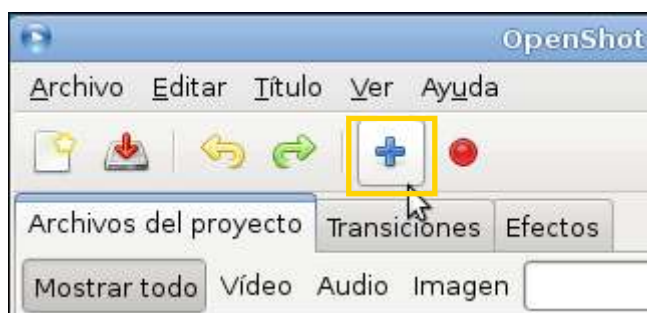 OpenShot
Archivo Editar Título Ver Ayuda
Archivos del proyecto Transiciones Efectos
Mostrar todo Vídeo Audio Imagen